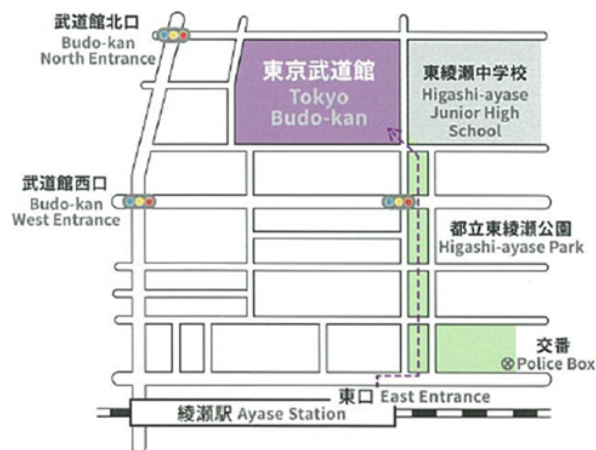 武道館北口
Budo-kan
North Entrance
東京武道館
Tokyo
Budo-kan
東綾瀬中学校
Higashi-ayase
Junior High
School
武道館西口
Budo-kan
West Entrance
都立東綾瀬公園
Higashi-ayase Park
交番
Police Box
東口 East Entrance
綾瀬駅 Ayase Station